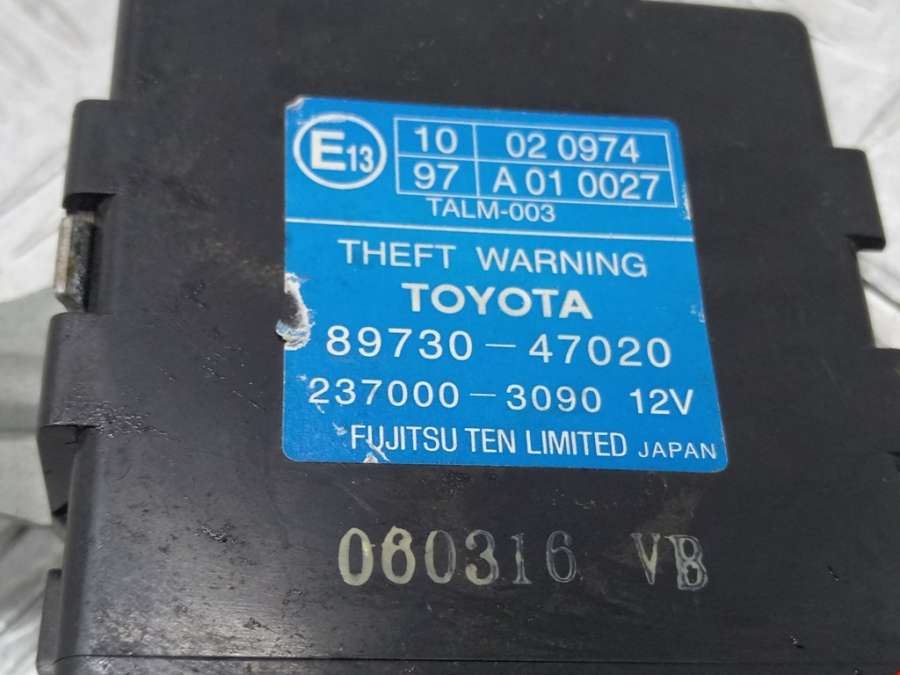 E13
10 02 0974
97 A 01 0027
TALM-003
THEFT WARNING
TOYOTA
89730-47020
237000-3090 12V
FUJITSU TEN LIMITED JAPAN
060316 VB